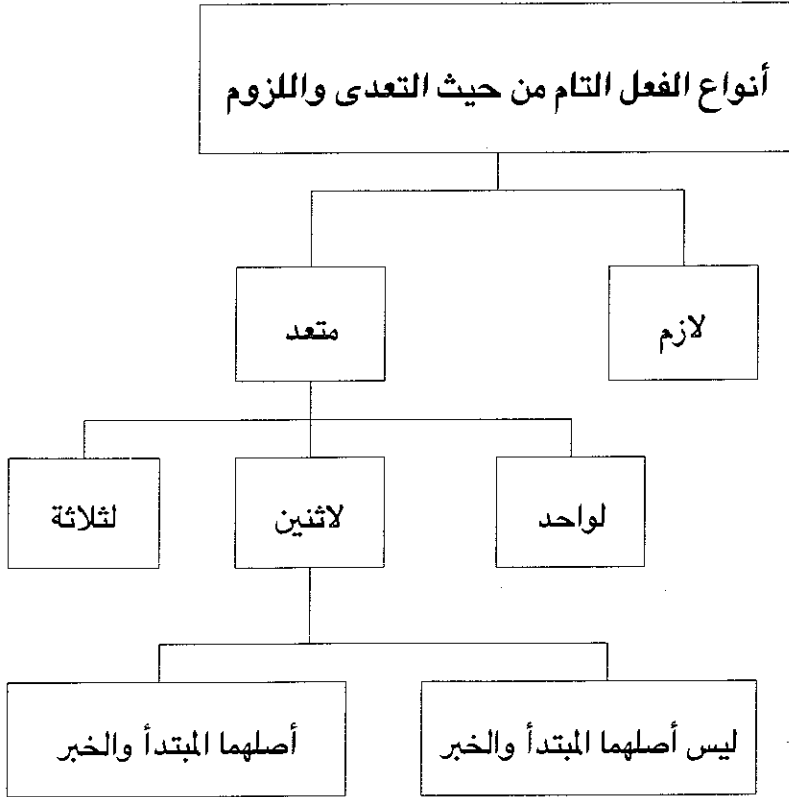 أنواع الفعل التام من حيث التعدى واللزوم
لازم
متعد
لواحد
لاثنين
لثلاثة
ليس أصلهما المبتدأ والخبر
أصلهما المبتدأ والخبر